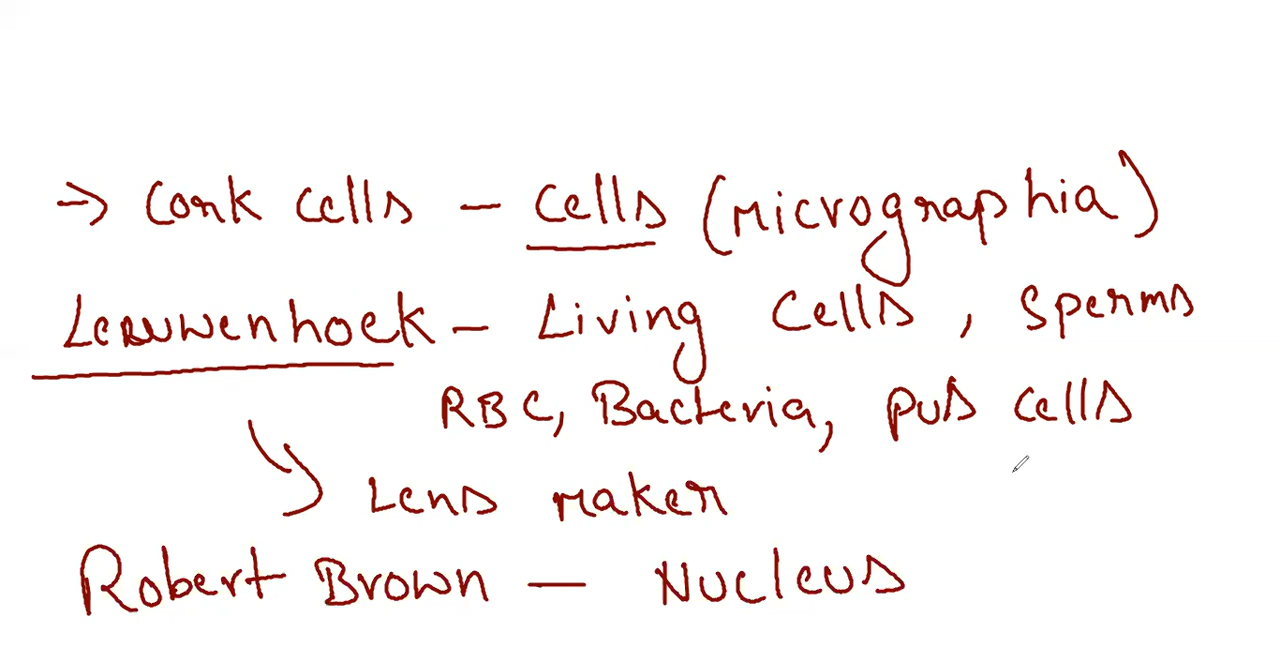 → Cork Cells – Cells (Micrographia)
Leeuwenhoek – Living Cells, Sperms
RBC, Bacteria, Pus cells
Lens maker
Robert Brown – Nucleus